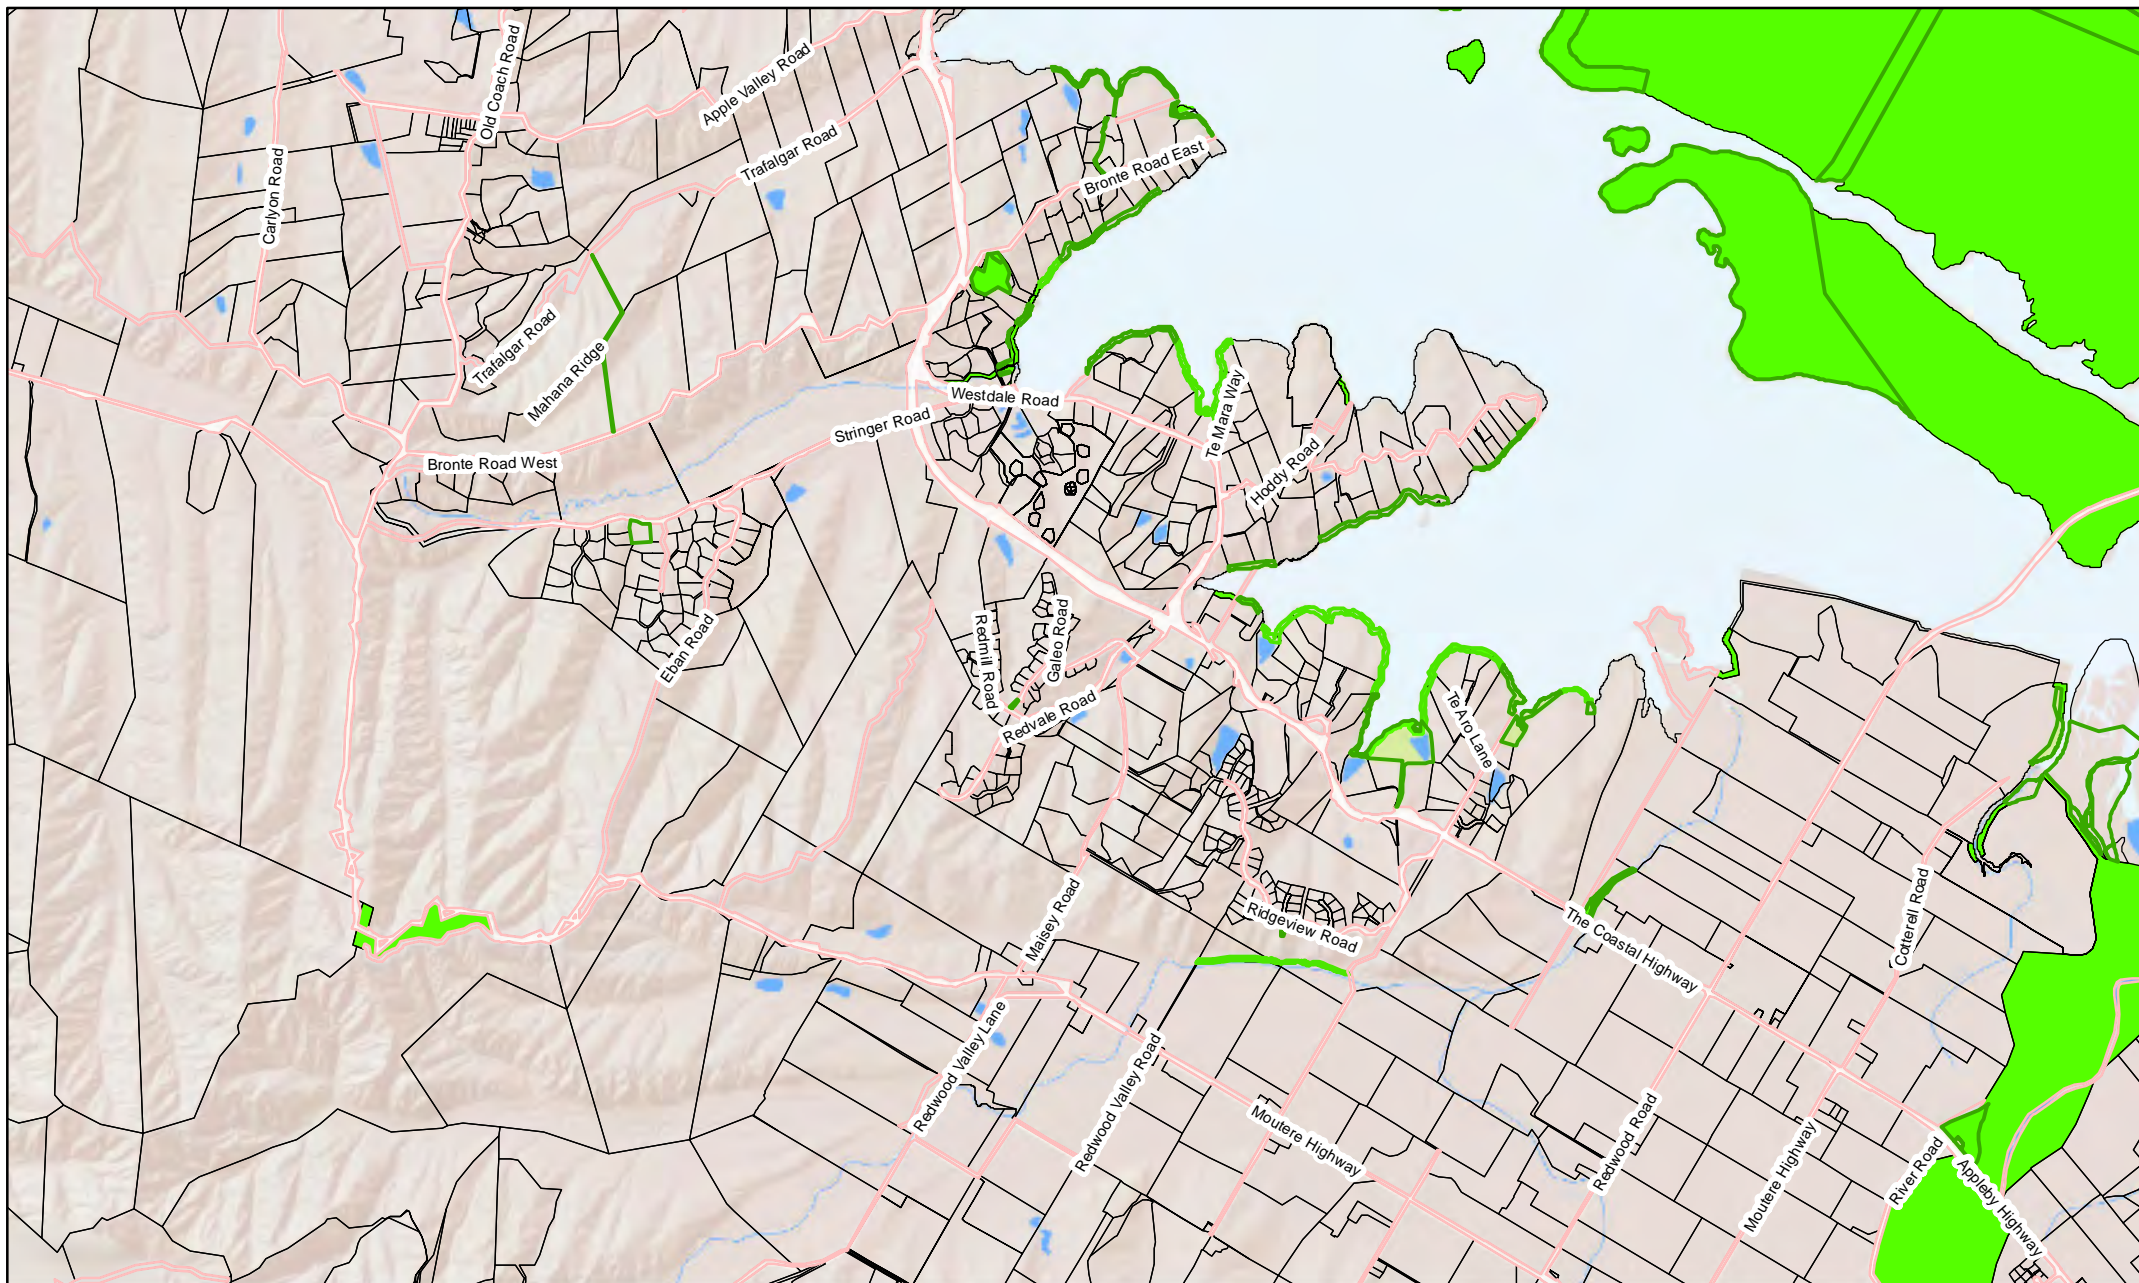 Old Coach Road
Apple Valley Road
Trafalgar Road
Carlyon Road
Bronte Road East
Trafalgar Road
Mahana Ridge
Westdale Road
Stringer Road
Te Mara Way
Bronte Road West
Hoddy Road
Eban Road
Redmill Road
Galeo Road
Redvale Road
Te Aro Lane
Maisey Road
Ridgeview Road
The Coastal Highway
Cotterell Road
Redwood Valley Lane
Redwood Valley Road
Moutere Highway
Redwood Road
Moutere Highway
River Road
Appleby Highway